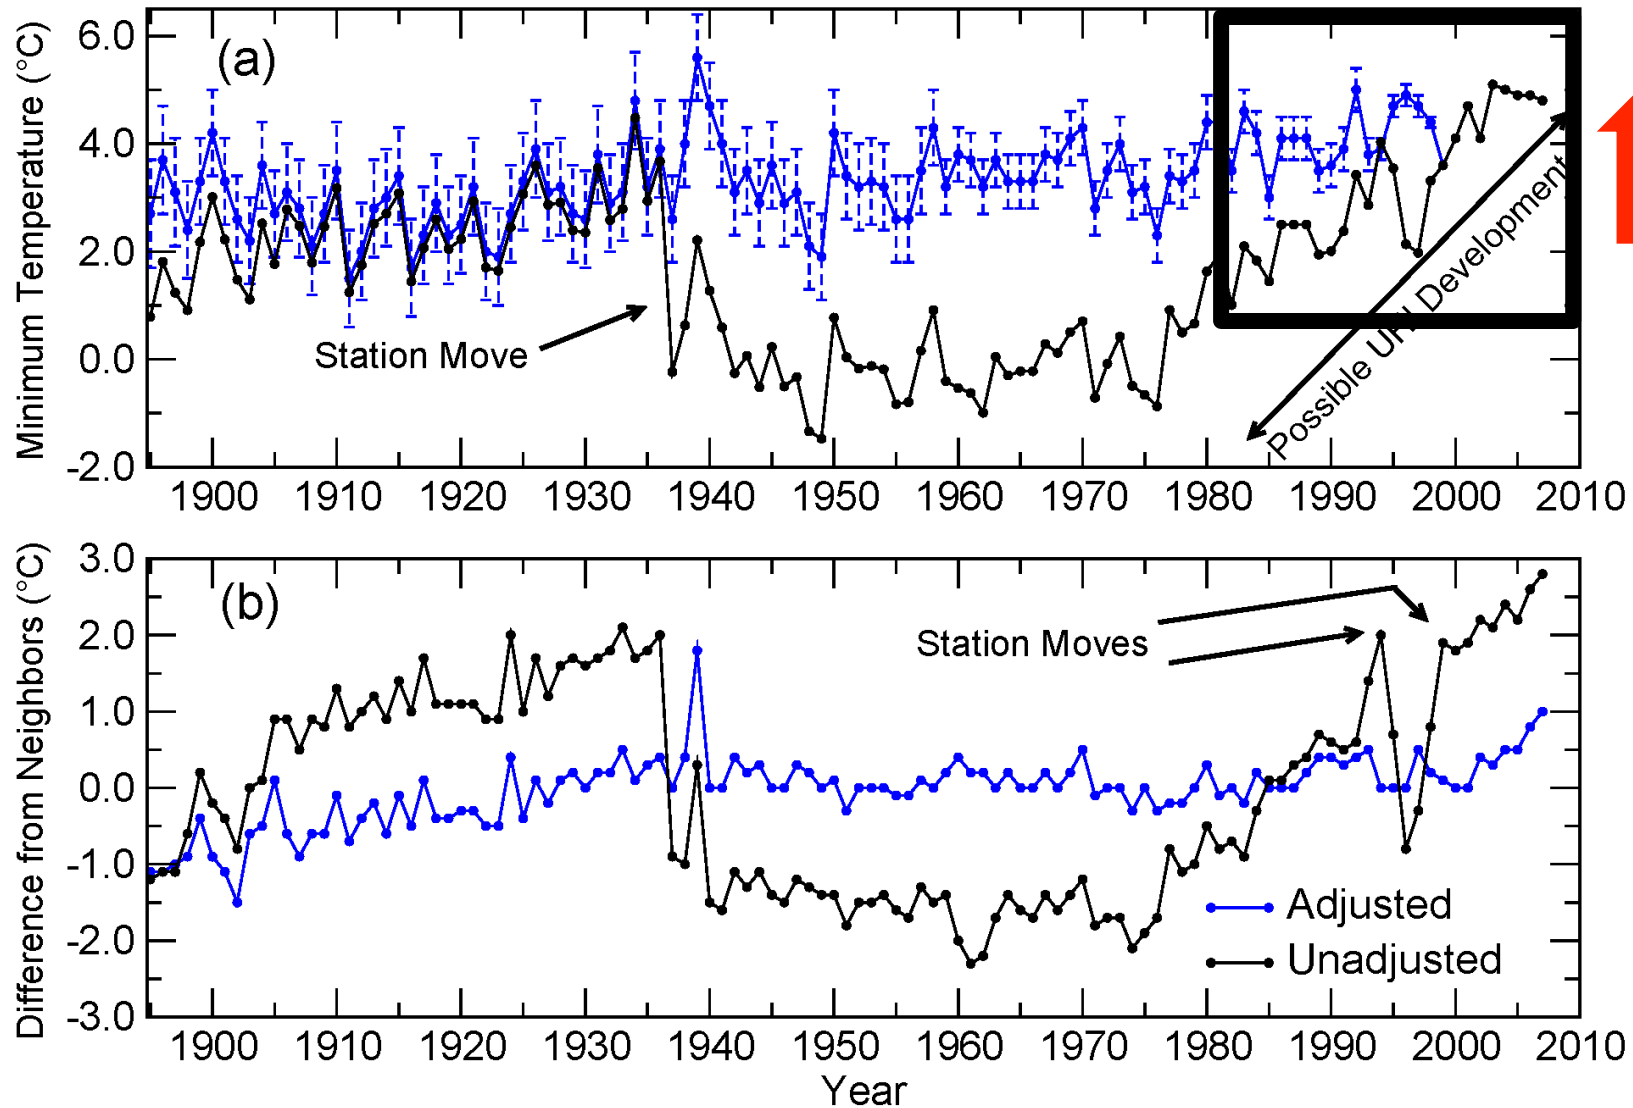 Minimum Temperature (°C)
6.0
4.0
2.0
0.0
-2.0
(a)
Station Move
Possible UHI Development
1900 1910 1920 1930 1940 1950 1960 1970 1980 1990 2000 2010
Difference from Neighbors (°C)
3.0
2.0
1.0
0.0
-1.0
-2.0
-3.0
(b)
Station Moves
Adjusted
Unadjusted
1900 1910 1920 1930 1940 1950 1960 1970 1980 1990 2000 2010
Year